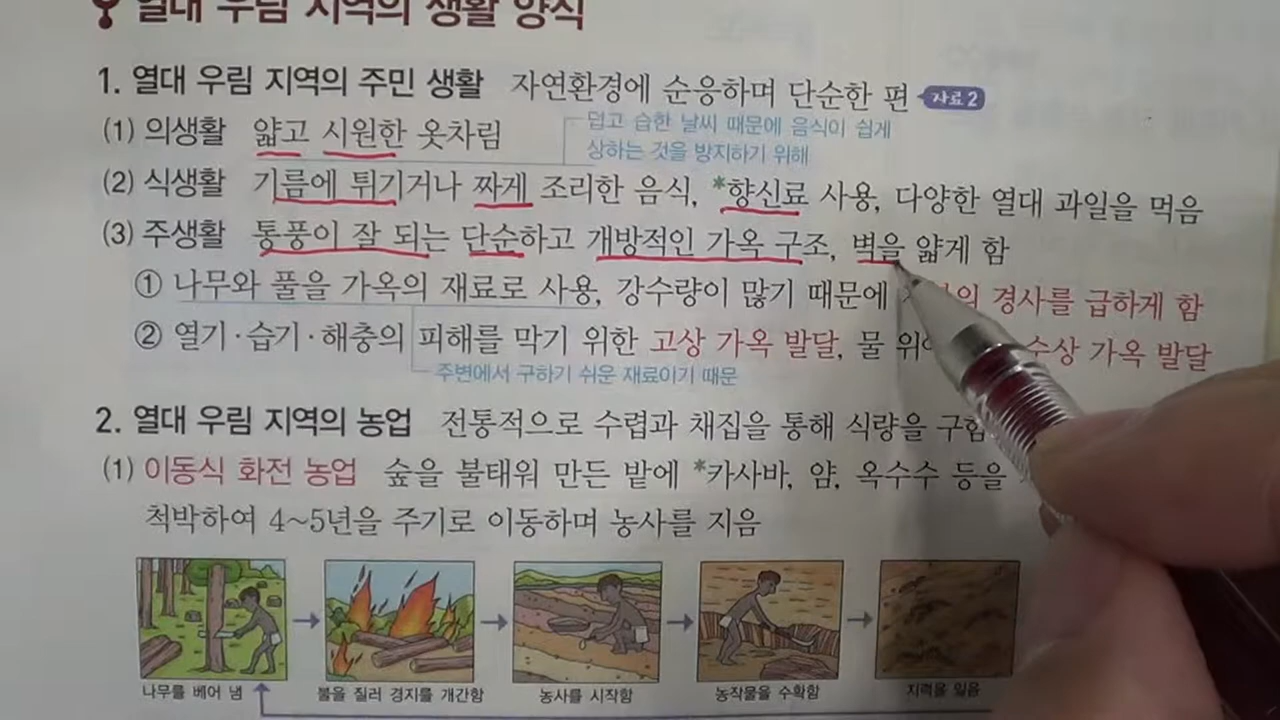 열대 우림 지역의 생활 양식
1. 열대 우림 지역의 주민 생활 자연환경에 순응하며 단순한 편 자료 2
(1) 의생활 얇고 시원한 옷차림
덥고 습한 날씨 때문에 음식이 쉽게
상하는 것을 방지하기 위해
(2) 식생활 기름에 튀기거나 짜게 조리한 음식, *향신료 사용, 다양한 열대 과일을 먹음
(3) 주생활 통풍이 잘 되는 단순하고 개방적인 가옥 구조, 벽을 얇게 함
① 나무와 풀을 가옥의 재료로 사용, 강수량이 많기 때문에 경사를 급하게 함
② 열기·습기·해충의 피해를 막기 위한 고상 가옥 발달, 물 수상 가옥 발달
주변에서 구하기 쉬운 재료이기 때문
2. 열대 우림 지역의 농업 전통적으로 수렵과 채집을 통해 식량을 구함
(1) 이동식 화전 농업 숲을 불태워 만든 밭에 *카사바, 얌, 옥수수 등을
척박하여 4~5년을 주기로 이동하며 농사를 지음
나무를 베어 냄 불을 질러 경지를 개간함 농사를 시작함 농작물을 수확함 지력을 잃음